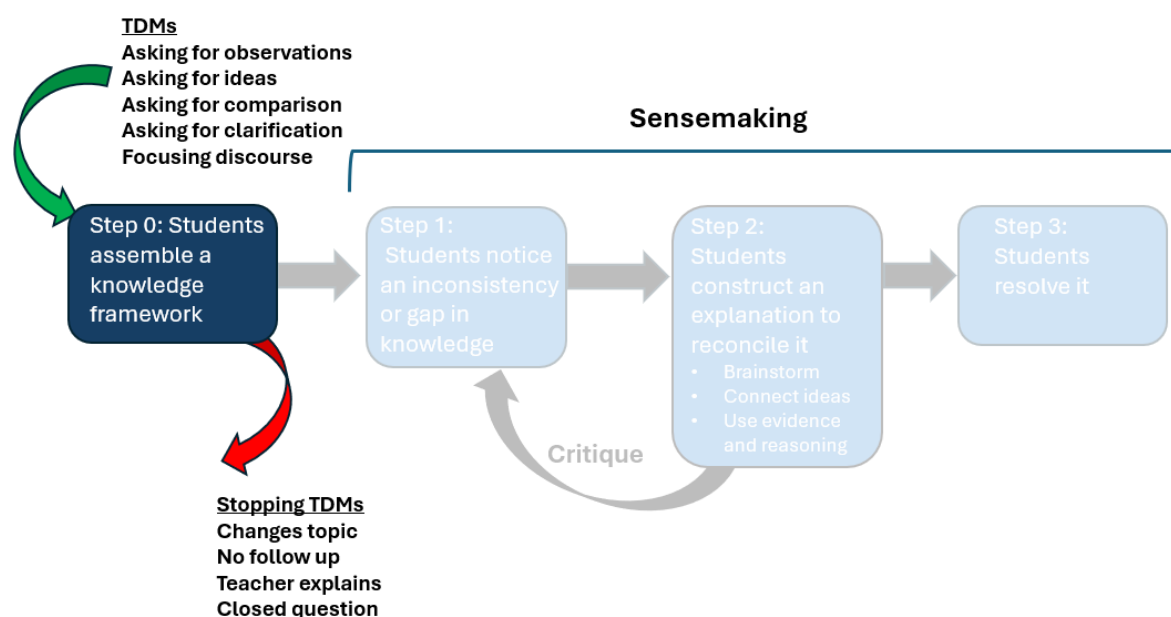 TDMs
Asking for observations
Asking for ideas
Asking for comparison
Asking for clarification
Focusing discourse
Sensemaking
Step 0: Students
assemble a
knowledge
framework
Step 1:
Students notice
an inconsistency
or gap in
knowledge
Step 2:
Students
construct an
explanation to
reconcile it
• Brainstorm
• Connect ideas
• Use evidence
and reasoning
Step 3:
Students
resolve it
Critique
Stopping TDMs
Changes topic
No follow up
Teacher explains
Closed question